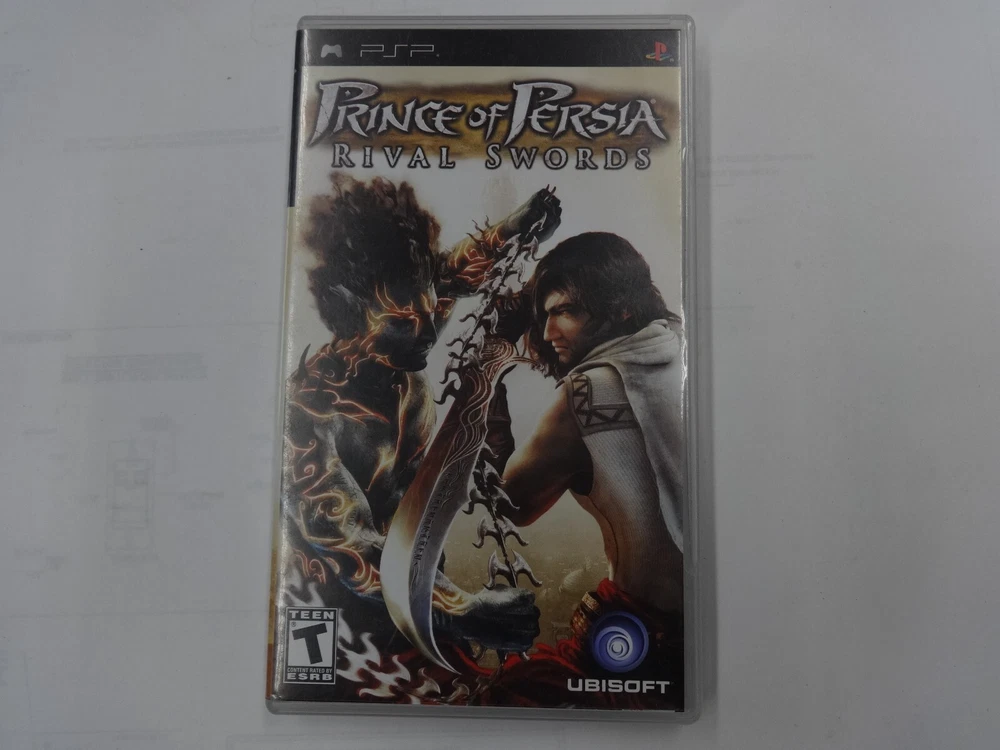 PSP
PRINCE OF PERSIA
RIVAL SWORDS
TEEN
T
CONTENT RATED BY
ESRB
UBISOFT